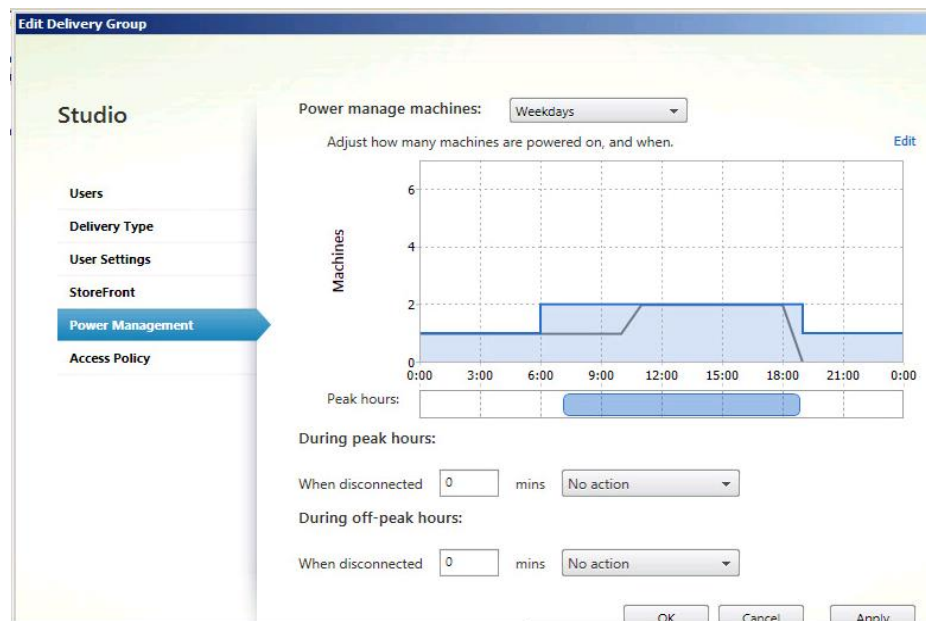 Edit Delivery Group
Studio
Users
Delivery Type
User Settings
StoreFront
Power Management
Access Policy
Power manage machines: Weekdays
Adjust how many machines are powered on, and when. Edit
Machines
6
4
2
0
0:00 3:00 6:00 9:00 12:00 15:00 18:00 21:00 0:00
Peak hours:
During peak hours:
When disconnected 0 mins No action
During off-peak hours:
When disconnected 0 mins No action
OK Cancel Apply